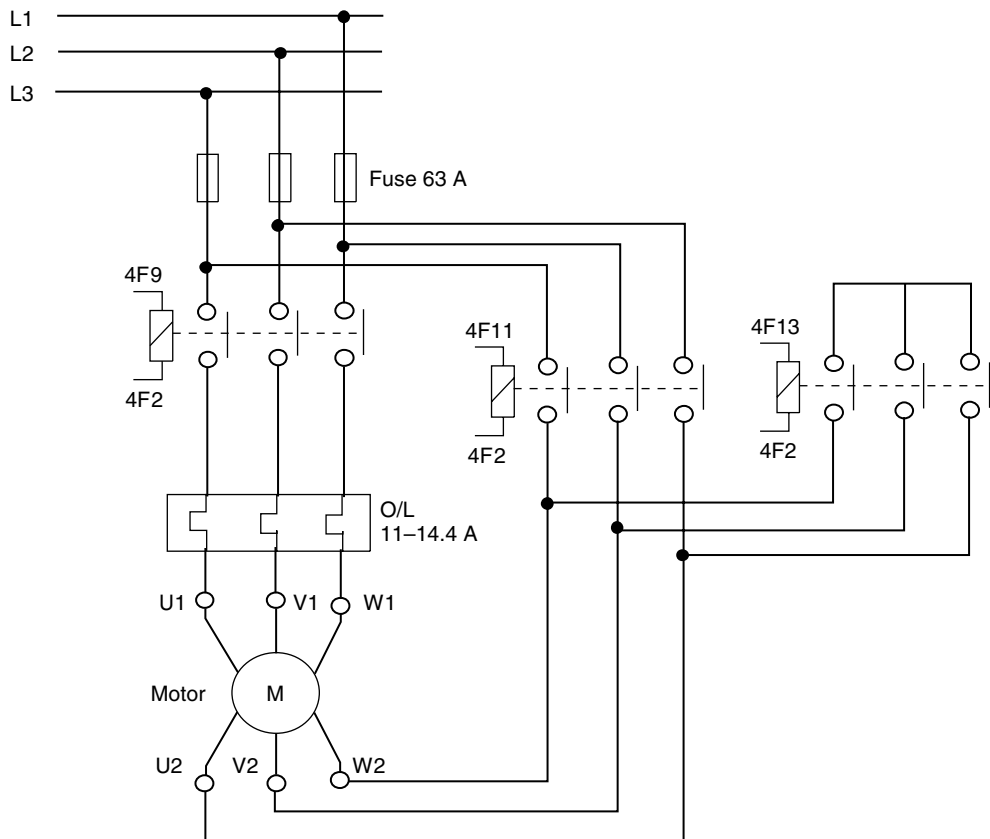 L1
L2
L3
Fuse 63 A
4F9
4F2
4F11
4F2
4F13
4F2
O/L
11–14.4 A
U1
V1
W1
Motor
M
U2
V2
W2